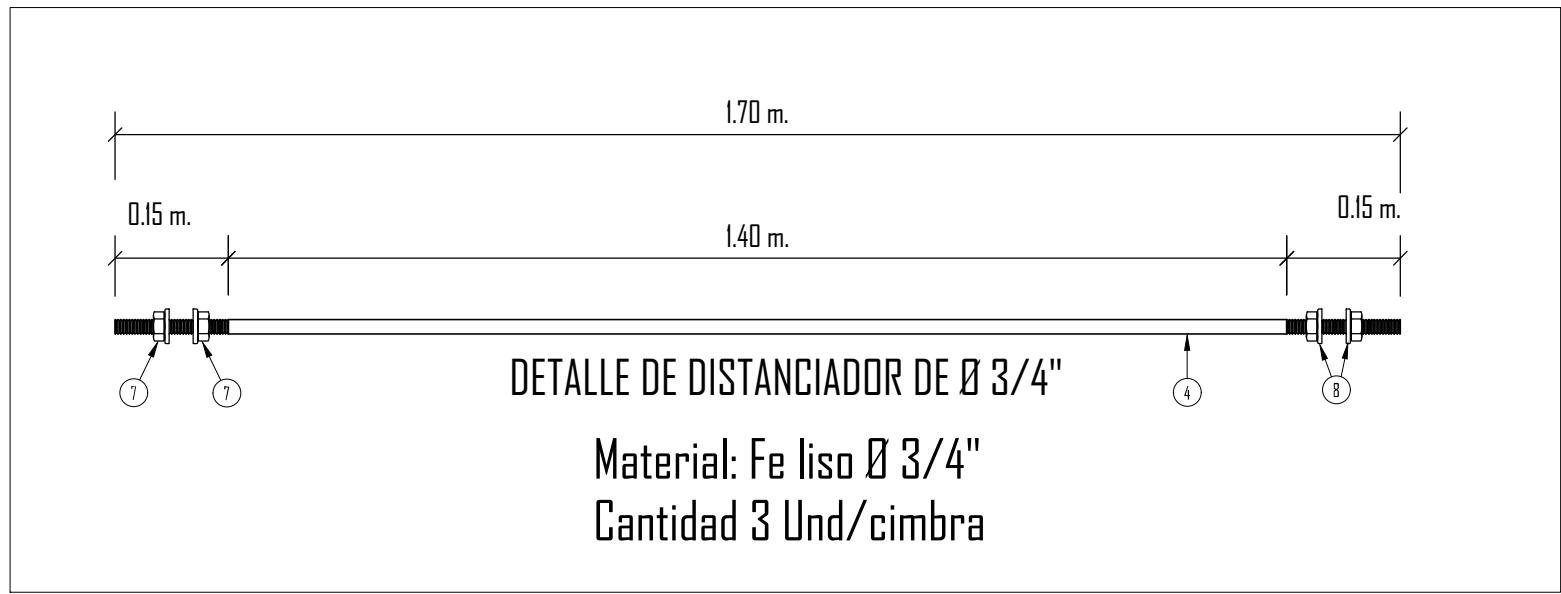 1.70 m.
0.15 m.
0.15 m.
1.40 m.
7
7
4
8
DETALLE DE DISTANCIADOR DE Ø 3/4"
Material: Fe liso Ø 3/4"
Cantidad 3 Und/cimbra